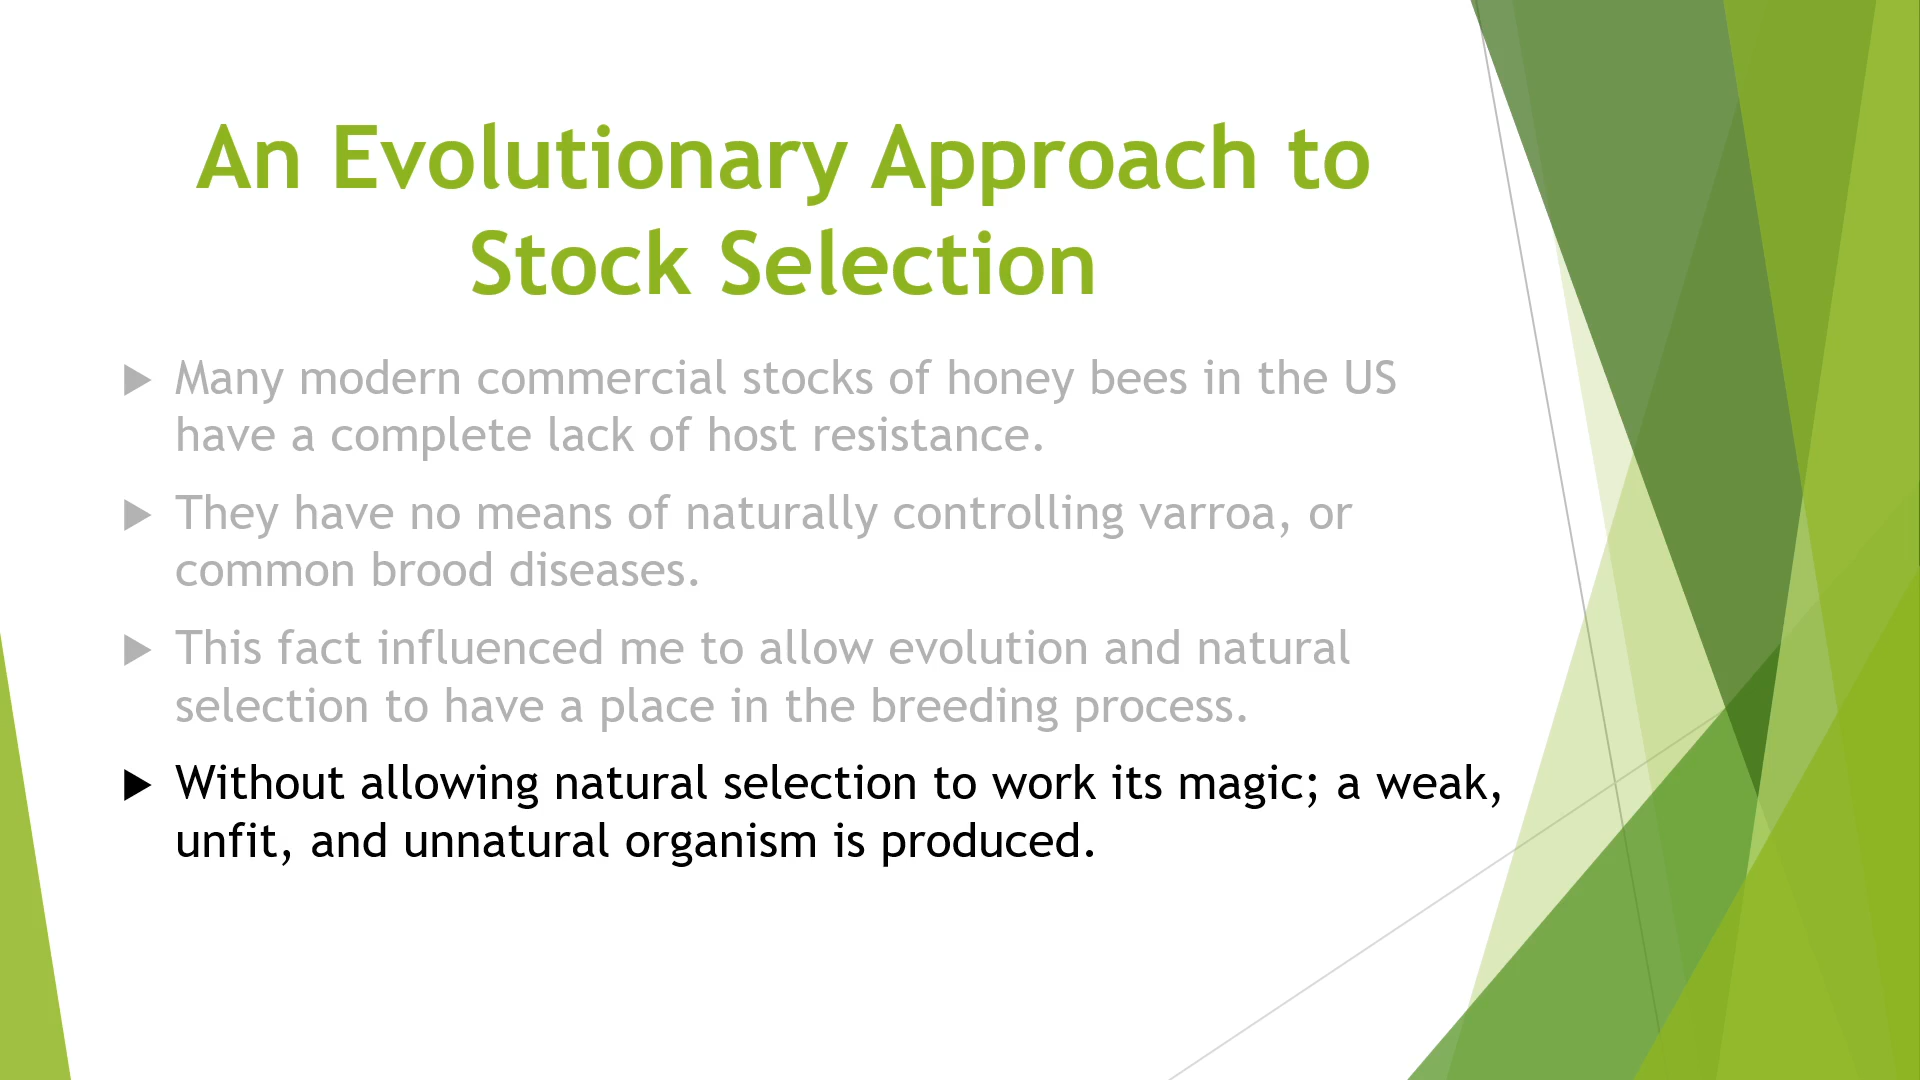 An Evolutionary Approach to
Stock Selection
Many modern commercial stocks of honey bees in the US
have a complete lack of host resistance.
They have no means of naturally controlling varroa, or
common brood diseases.
This fact influenced me to allow evolution and natural
selection to have a place in the breeding process.
Without allowing natural selection to work its magic; a weak,
unfit, and unnatural organism is produced.